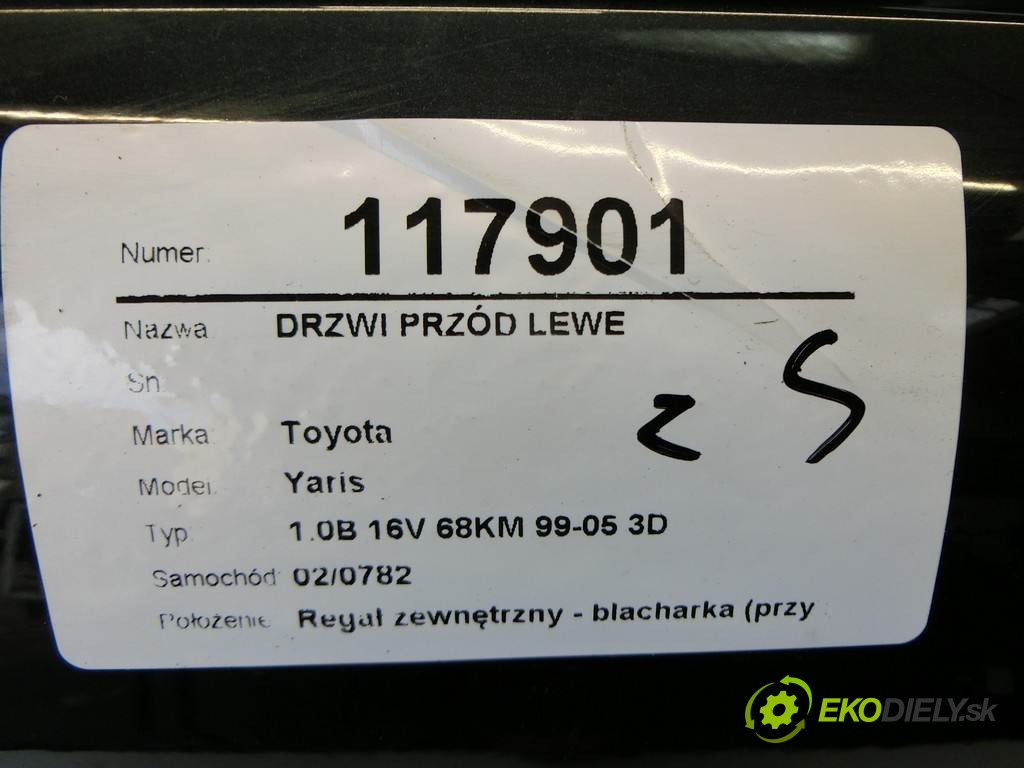 Numer: 117901
Nazwa DRZWI PRZÓD LEWE
Sn
Marka: Toyota
Model: Yaris
Typ 1.0B 16V 68KM 99-05 3D
Samochód: 02/0782
Położenie Regał zewnętrzny - blacharka (przy
EKODIELY.sk